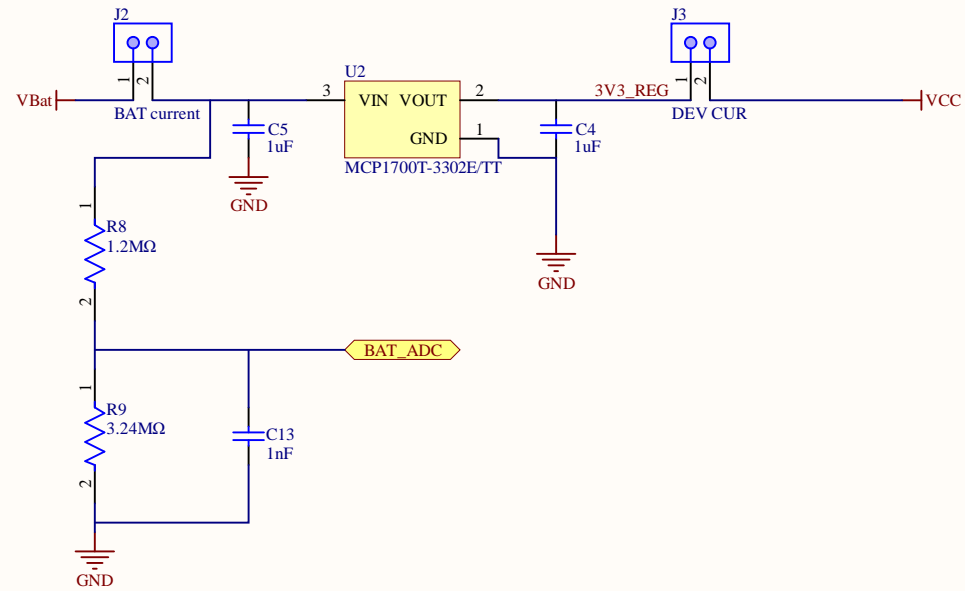 J2
J3
1
2
1
2
VBat
BAT current
U2
3
VIN
VOUT
2
GND
1
MCP1700T-3302E/TT
3V3_REG
DEV CUR
VCC
C5
1uF
GND
C4
1uF
GND
1
R8
1.2MΩ
2
BAT_ADC
1
R9
3.24MΩ
2
C13
1nF
GND